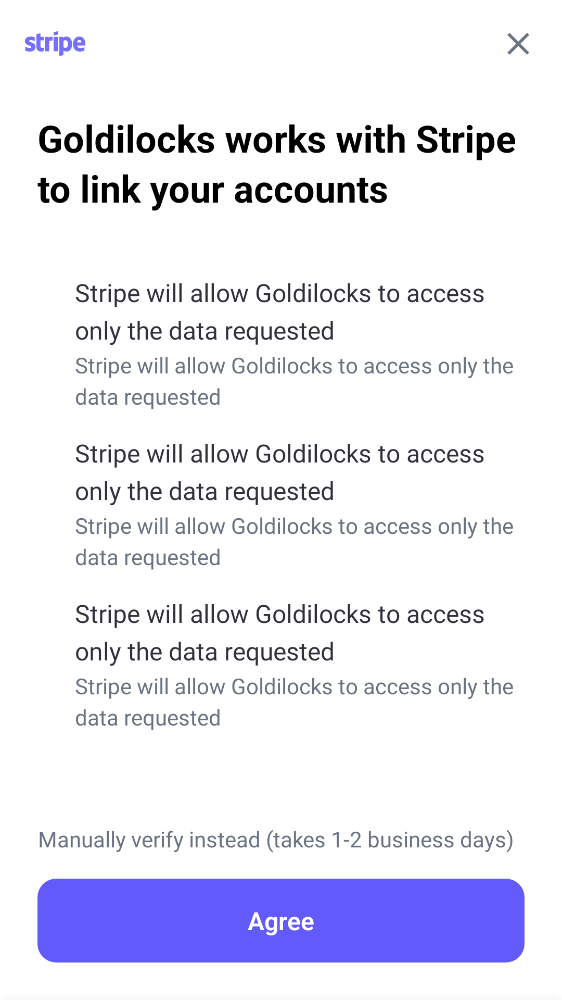 stripe
Goldilocks works with Stripe
to link your accounts
Stripe will allow Goldilocks to access
only the data requested
Stripe will allow Goldilocks to access only the
data requested
Stripe will allow Goldilocks to access
only the data requested
Stripe will allow Goldilocks to access only the
data requested
Stripe will allow Goldilocks to access
only the data requested
Stripe will allow Goldilocks to access only the
data requested
Manually verify instead (takes 1-2 business days)
Agree